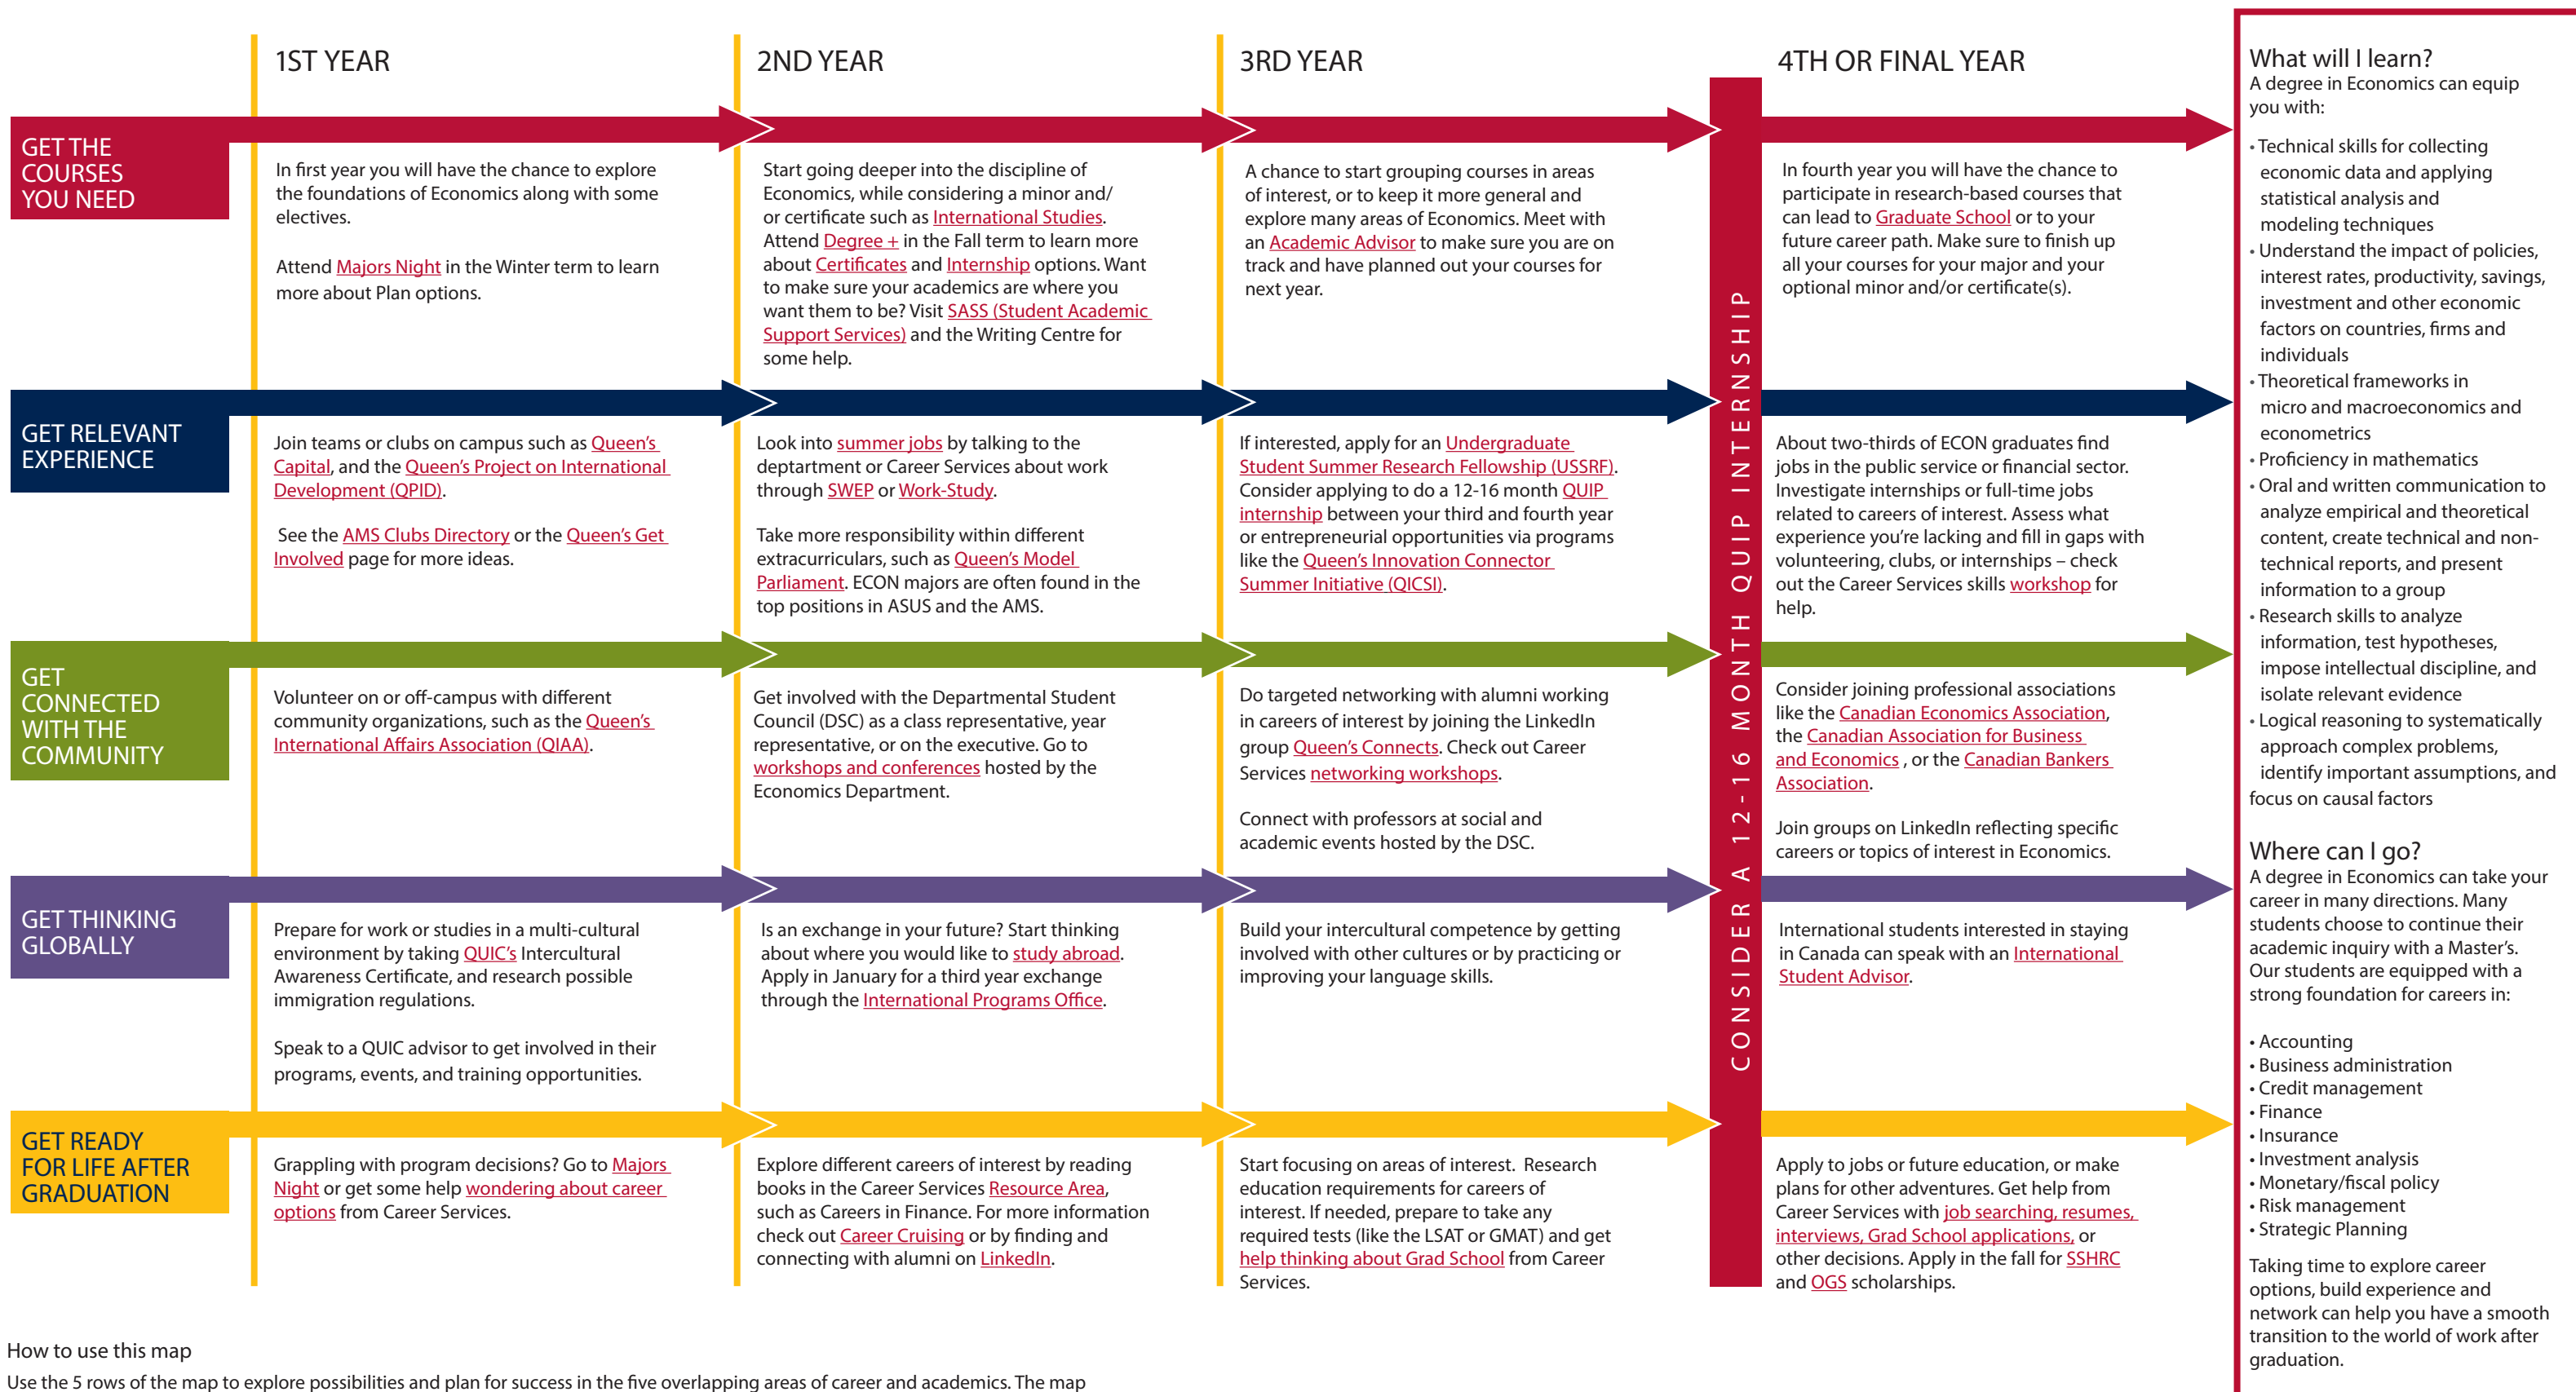 1ST YEAR
2ND YEAR
3RD YEAR
4TH OR FINAL YEAR
GET THE
COURSES
YOU NEED
In first year you will have the chance to explore
the foundations of Economics along with some
electives.
Attend Majors Night in the Winter term to learn
more about Plan options.
Start going deeper into the discipline of
Economics, while considering a minor and/
or certificate such as International Studies.
Attend Degree + in the Fall term to learn more
about Certificates and Internship options. Want
to make sure your academics are where you
want them to be? Visit SASS (Student Academic
Support Services) and the Writing Centre for
some help.
A chance to start grouping courses in areas
of interest, or to keep it more general and
explore many areas of Economics. Meet with
an Academic Advisor to make sure you are on
track and have planned out your courses for
next year.
In fourth year you will have the chance to
participate in research-based courses that
can lead to Graduate School or to your
future career path. Make sure to finish up
all your courses for your major and your
optional minor and/or certificate(s).
GET RELEVANT
EXPERIENCE
Join teams or clubs on campus such as Queen's
Capital, and the Queen's Project on International
Development (QPID).
See the AMS Clubs Directory or the Queen's Get
Involved page for more ideas.
Look into summer jobs by talking to the
deptartment or Career Services about work
through SWEP or Work-Study.
Take more responsibility within different
extracurriculars, such as Queen's Model
Parliament. ECON majors are often found in the
top positions in ASUS and the AMS.
If interested, apply for an Undergraduate
Student Summer Research Fellowship (USSRF).
Consider applying to do a 12-16 month QUIP
internship between your third and fourth year
or entrepreneurial opportunities via programs
like the Queen's Innovation Connector
Summer Initiative (QICSI).
About two-thirds of ECON graduates find
jobs in the public service or financial sector.
Investigate internships or full-time jobs
related to careers of interest. Assess what
experience you're lacking and fill in gaps with
volunteering, clubs, or internships – check
out the Career Services skills workshop for
help.
GET
CONNECTED
WITH THE
COMMUNITY
Volunteer on or off-campus with different
community organizations, such as the Queen's
International Affairs Association (QIAA).
Get involved with the Departmental Student
Council (DSC) as a class representative, year
representative, or on the executive. Go to
workshops and conferences hosted by the
Economics Department.
Do targeted networking with alumni working
in careers of interest by joining the LinkedIn
group Queen's Connects. Check out Career
Services networking workshops.
Connect with professors at social and
academic events hosted by the DSC.
Consider joining professional associations
like the Canadian Economics Association,
the Canadian Association for Business
and Economics , or the Canadian Bankers
Association.
Join groups on LinkedIn reflecting specific
careers or topics of interest in Economics.
GET THINKING
GLOBALLY
Prepare for work or studies in a multi-cultural
environment by taking QUIC's Intercultural
Awareness Certificate, and research possible
immigration regulations.
Speak to a QUIC advisor to get involved in their
programs, events, and training opportunities.
Is an exchange in your future? Start thinking
about where you would like to study abroad.
Apply in January for a third year exchange
through the International Programs Office.
Build your intercultural competence by getting
involved with other cultures or by practicing or
improving your language skills.
International students interested in staying
in Canada can speak with an International
Student Advisor.
GET READY
FOR LIFE AFTER
GRADUATION
Grappling with program decisions? Go to Majors
Night or get some help wondering about career
options from Career Services.
Explore different careers of interest by reading
books in the Career Services Resource Area,
such as Careers in Finance. For more information
check out Career Cruising or by finding and
connecting with alumni on LinkedIn.
Start focusing on areas of interest. Research
education requirements for careers of
interest. If needed, prepare to take any
required tests (like the LSAT or GMAT) and get
help thinking about Grad School from Career
Services.
Apply to jobs or future education, or make
plans for other adventures. Get help from
Career Services with job searching, resumes,
interviews, Grad School applications, or
other decisions. Apply in the fall for SSHRC
and OGS scholarships.
CONSIDER A 12-16 MONTH QUIP INTERNSHIP
What will I learn?
A degree in Economics can equip
you with:
• Technical skills for collecting
economic data and applying
statistical analysis and
modeling techniques
• Understand the impact of policies,
interest rates, productivity, savings,
investment and other economic
factors on countries, firms and
individuals
• Theoretical frameworks in
micro and macroeconomics and
econometrics
• Proficiency in mathematics
• Oral and written communication to
analyze empirical and theoretical
content, create technical and non-
technical reports, and present
information to a group
• Research skills to analyze
information, test hypotheses,
impose intellectual discipline, and
isolate relevant evidence
• Logical reasoning to systematically
approach complex problems,
identify important assumptions, and
focus on causal factors
Where can I go?
A degree in Economics can take your
career in many directions. Many
students choose to continue their
academic inquiry with a Master's.
Our students are equipped with a
strong foundation for careers in:
• Accounting
• Business administration
• Credit management
• Finance
• Insurance
• Investment analysis
• Monetary/fiscal policy
• Risk management
• Strategic Planning
Taking time to explore career
options, build experience and
network can help you have a smooth
transition to the world of work after
graduation.
How to use this map
Use the 5 rows of the map to explore possibilities and plan for success in the five overlapping areas of career and academics. The map